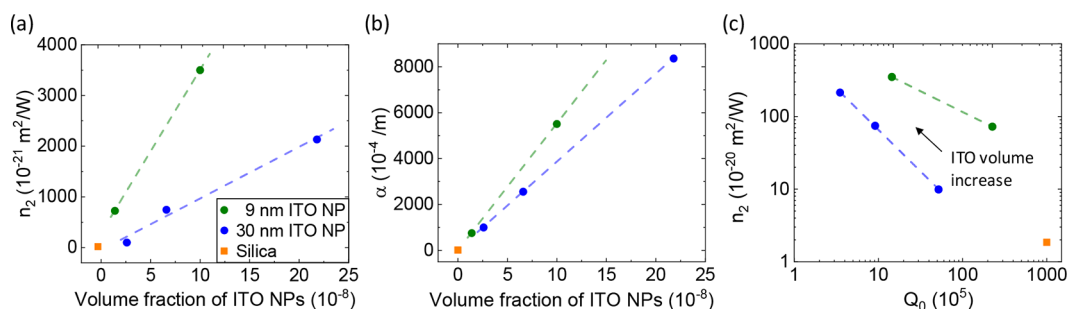 (a)
4000
3000
2000
1000
0
n2 (10-21 m2/W)
0 5 10 15 20 25
Volume fraction of ITO NPs (10-8)
9 nm ITO NP
30 nm ITO NP
Silica
(b)
8000
6000
4000
2000
0
α (10-4 /m)
0 5 10 15 20 25
Volume fraction of ITO NPs (10-8)
(c)
1000
100
10
1
n2 (10-20 m2/W)
ITO volume
increase
1 10 100 1000
Q0 (105)